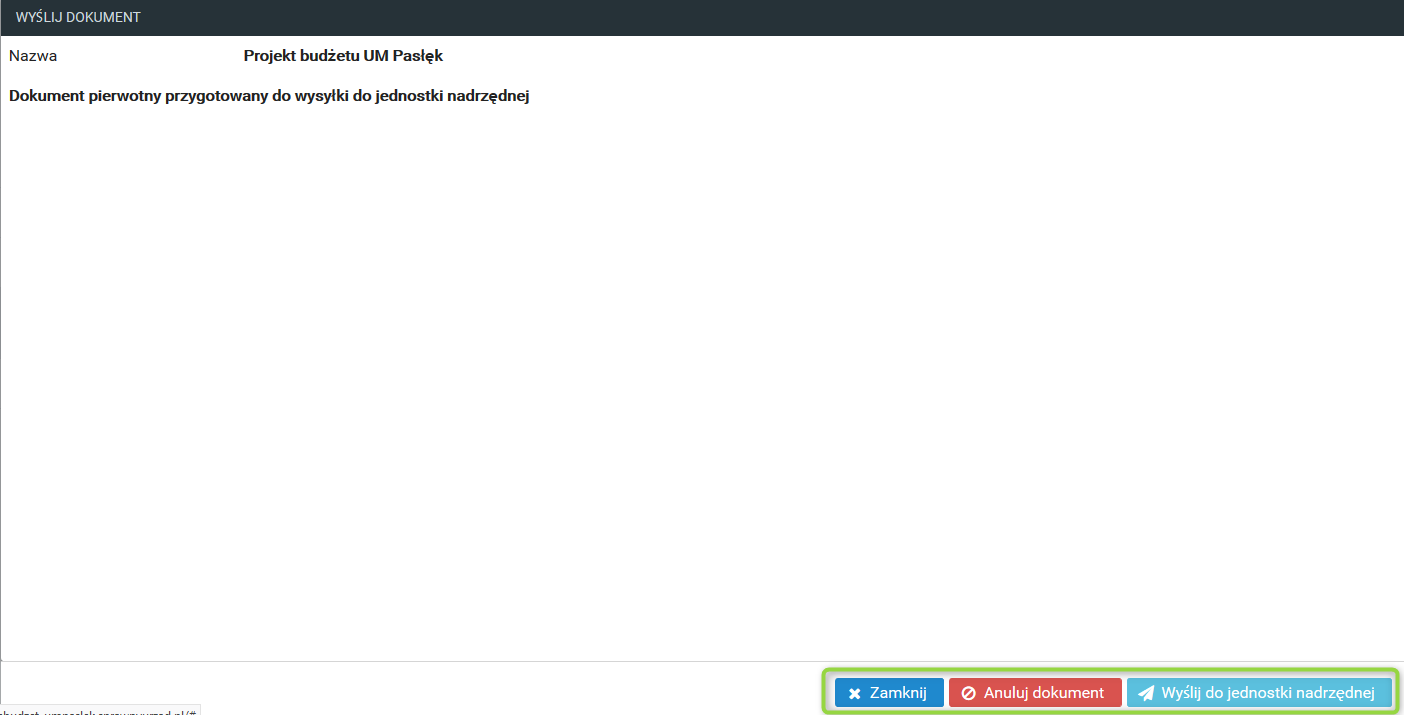 WYŚLIJ DOKUMENT
Nazwa Projekt budżetu UM Pasłęk
Dokument pierwotny przygotowany do wysyłki do jednostki nadrzędnej
Zamknij Anuluj dokument Wyślij do jednostki nadrzędnej